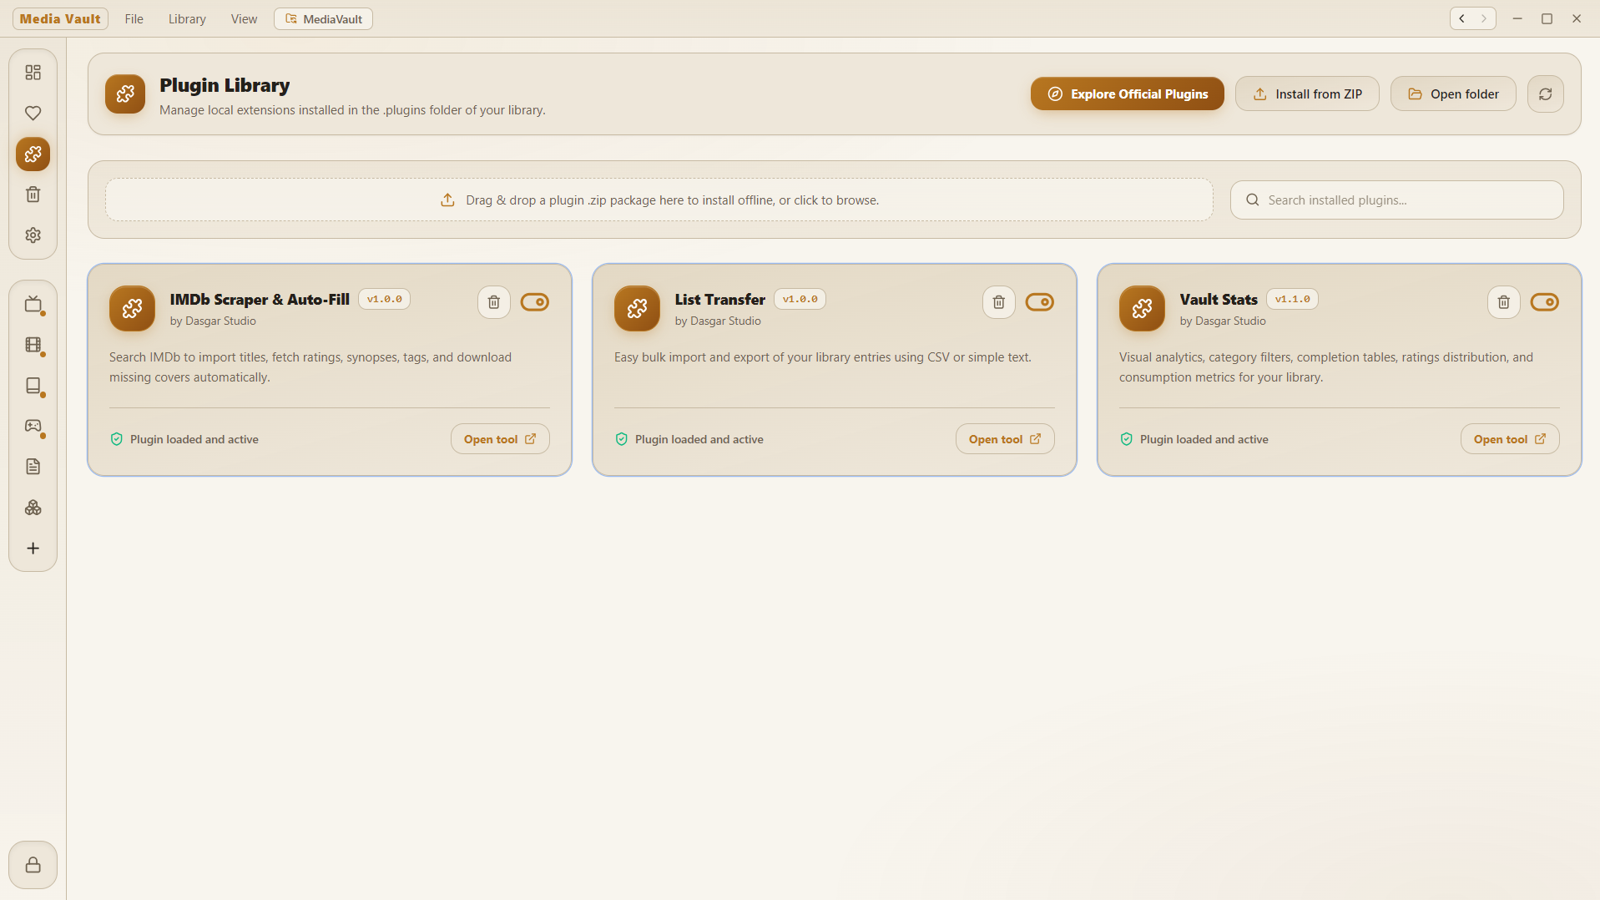 Media Vault
File
Library
View
MediaVault
Plugin Library
Manage local extensions installed in the .plugins folder of your library.
Explore Official Plugins
Install from ZIP
Open folder
Drag & drop a plugin .zip package here to install offline, or click to browse.
Search installed plugins...
IMDb Scraper & Auto-Fill
v1.0.0
by Dasgar Studio
Search IMDb to import titles, fetch ratings, synopses, tags, and download
missing covers automatically.
Plugin loaded and active
Open tool
List Transfer
v1.0.0
by Dasgar Studio
Easy bulk import and export of your library entries using CSV or simple text.
Plugin loaded and active
Open tool
Vault Stats
v1.1.0
by Dasgar Studio
Visual analytics, category filters, completion tables, ratings distribution, and
consumption metrics for your library.
Plugin loaded and active
Open tool